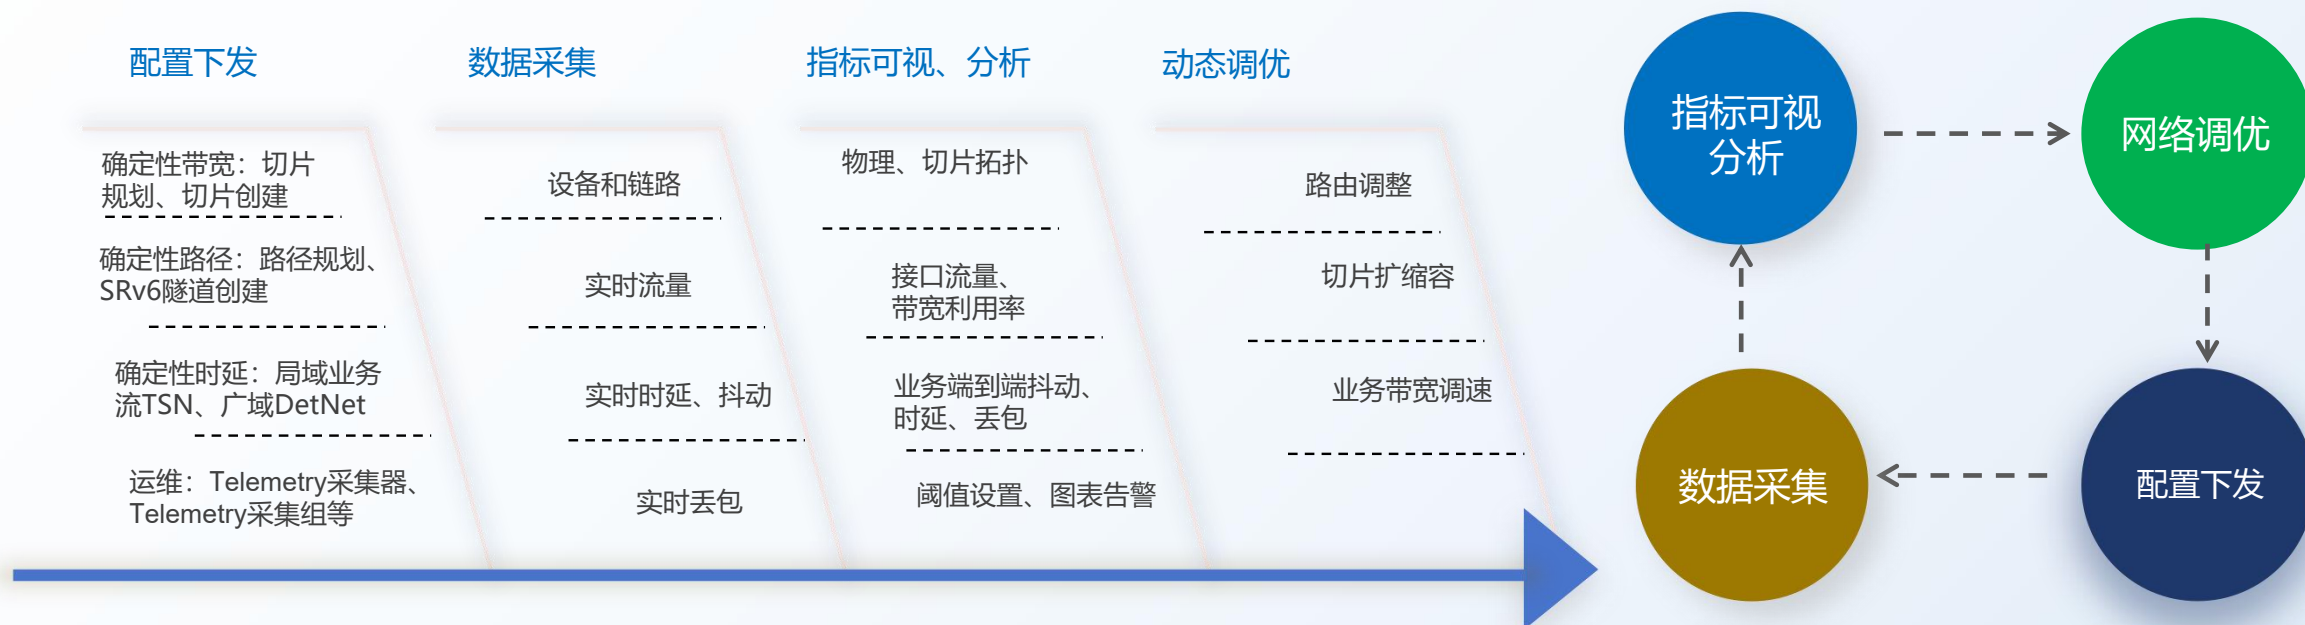 配置下发
确定性带宽：切片
规划、切片创建
确定性路径：路径规划、
SRv6隧道创建
确定性时延：局域业务
流TSN、广域DetNet
运维：Telemetry采集器、
Telemetry采集组等
数据采集
设备和链路
实时流量
实时时延、抖动
实时丢包
指标可视、分析
物理、切片拓扑
接口流量、
带宽利用率
业务端到端抖动、
时延、丢包
阈值设置、图表告警
动态调优
路由调整
切片扩缩容
业务带宽调速
指标可视
分析
网络调优
数据采集
配置下发